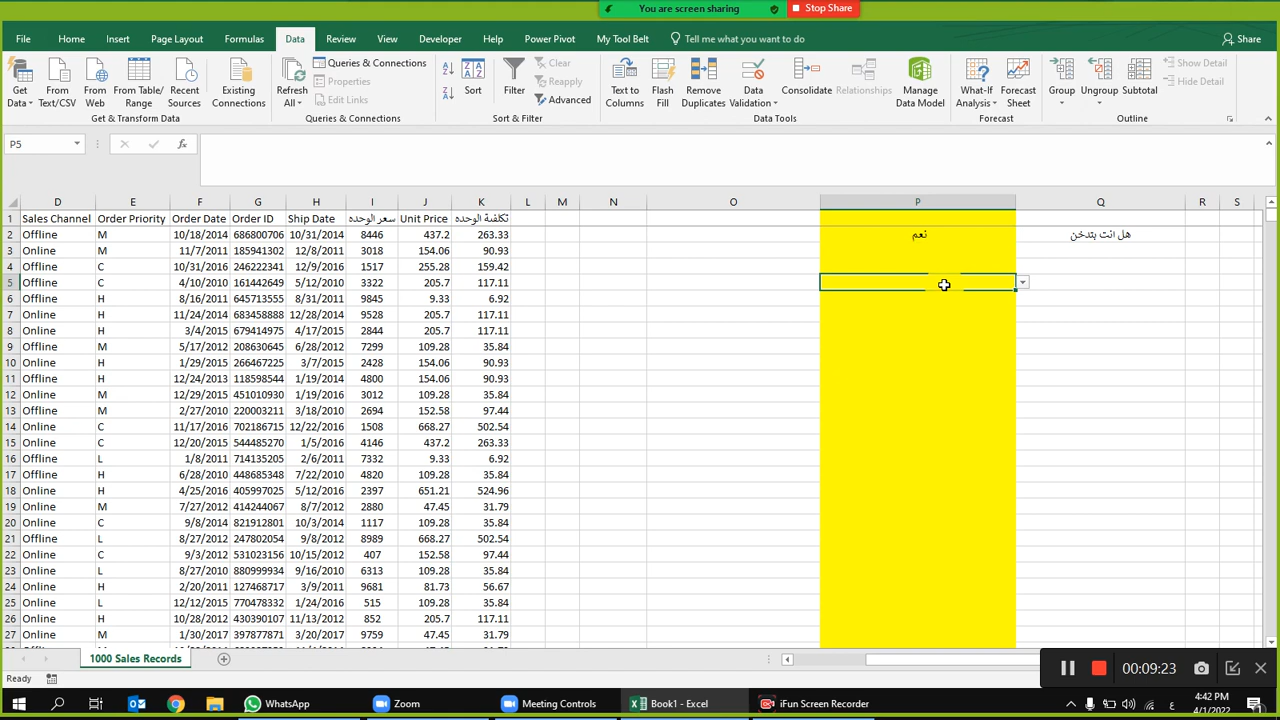 You are screen sharing
Stop Share
File Home Insert Page Layout Formulas Data Review View Developer Help Power Pivot My Tool Belt Tell me what you want to do Share
Get Data From Text/CSV From Web From Table/Range Recent Sources Existing Connections
Get & Transform Data
Refresh All Queries & Connections Properties Edit Links
Queries & Connections
Sort Filter Clear Reapply Advanced
Sort & Filter
Text to Columns Flash Fill Remove Duplicates Data Validation Consolidate Relationships Manage Data Model
Data Tools
What-If Analysis Forecast Sheet
Forecast
Group Ungroup Subtotal Show Detail Hide Detail
Outline
P5 fx
D E F G H I J K L M N O P Q R S
1 Sales Channel Order Priority Order Date Order ID Ship Date سعر الوحده Unit Price تكلفية الوحده
2 Offline M 10/18/2014 686800706 10/31/2014 8446 437.2 263.33 نعم هل انت بتدخن
3 Online M 11/7/2011 185941302 12/8/2011 3018 154.06 90.93
4 Offline C 10/31/2016 246222341 12/9/2016 1517 255.28 159.42
5 Offline C 4/10/2010 161442649 5/12/2010 3322 205.7 117.11
6 Offline H 8/16/2011 645713555 8/31/2011 9845 9.33 6.92
7 Online H 11/24/2014 683458888 12/28/2014 9528 205.7 117.11
8 Online H 3/4/2015 679414975 4/17/2015 2844 205.7 117.11
9 Offline M 5/17/2012 208630645 6/28/2012 7299 109.28 35.84
10 Online H 1/29/2015 266467225 3/7/2015 2428 154.06 90.93
11 Offline H 12/24/2013 118598544 1/19/2014 4800 154.06 90.93
12 Online M 12/29/2015 451010930 1/19/2016 3012 109.28 35.84
13 Offline M 2/27/2010 220003211 3/18/2010 2694 152.58 97.44
14 Online C 11/17/2016 702186715 12/22/2016 1508 668.27 502.54
15 Online C 12/20/2015 544485270 1/5/2016 4146 437.2 263.33
16 Online L 1/8/2011 714135205 2/6/2011 7332 9.33 6.92
17 Offline H 6/28/2010 448685348 7/22/2010 4820 109.28 35.84
18 Online H 4/25/2016 405997025 5/12/2016 2397 651.21 524.96
19 Online M 7/27/2012 414244067 8/7/2012 2880 47.45 31.79
20 Online C 9/8/2014 821912801 10/3/2014 1117 109.28 35.84
21 Offline L 8/27/2012 247802054 9/8/2012 8989 668.27 502.54
22 Online C 9/3/2012 531023156 10/15/2012 407 152.58 97.44
23 Online L 8/27/2010 880999934 9/16/2010 6313 109.28 35.84
24 Online H 2/20/2011 127468717 3/9/2011 9681 81.73 56.67
25 Online L 12/12/2015 770478332 1/24/2016 515 109.28 35.84
26 Online H 10/28/2012 430390107 11/13/2012 852 205.7 117.11
27 Online M 1/30/2017 397877871 3/20/2017 9759 47.45 31.79
1000 Sales Records
Ready
00:09:23
WhatsApp Zoom Meeting Controls Book1 - Excel iFun Screen Recorder
ع
4:42 PM
4/1/2022